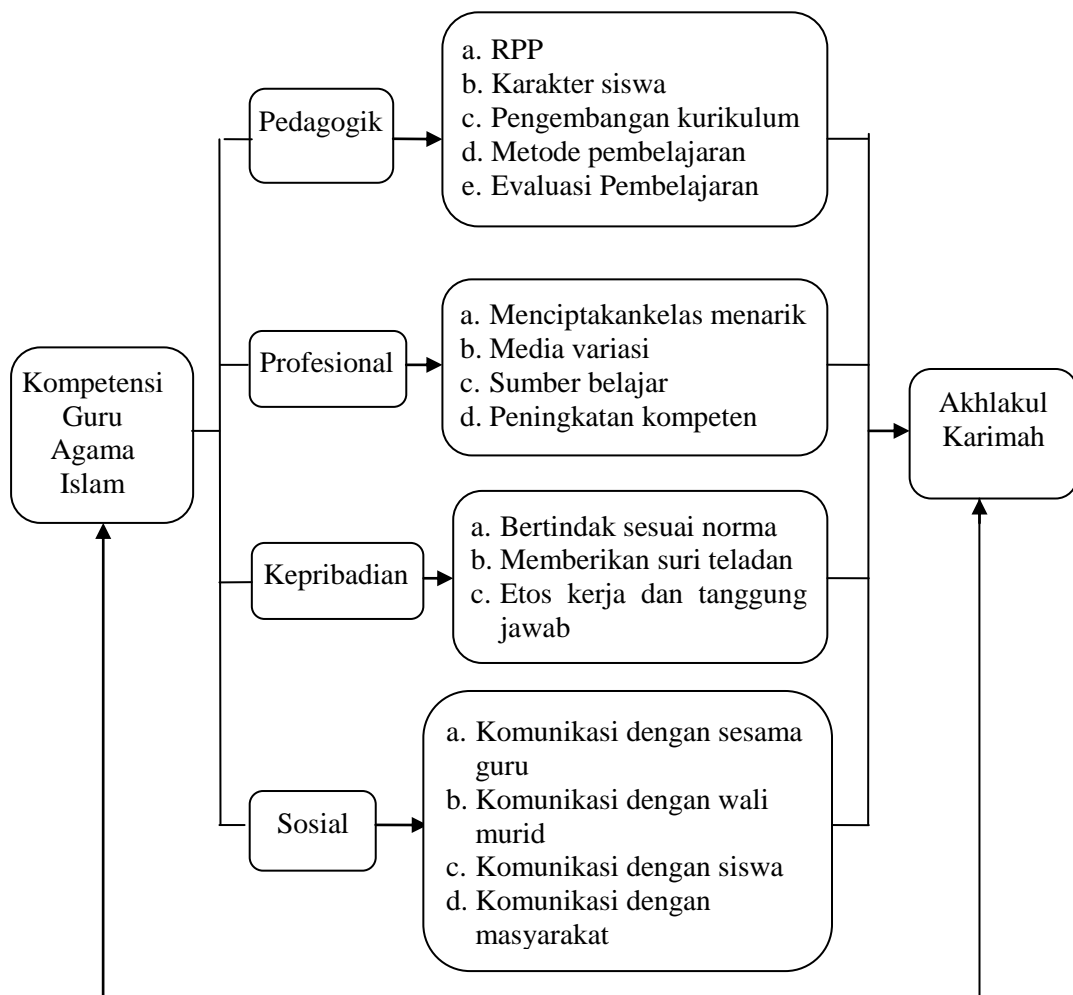 Pedagogik
a. RPP
b. Karakter siswa
c. Pengembangan kurikulum
d. Metode pembelajaran
e. Evaluasi Pembelajaran
Profesional
a. Menciptakankelas menarik
b. Media variasi
c. Sumber belajar
d. Peningkatan kompeten
Kompetensi
Guru
Agama
Islam
Akhlakul
Karimah
Kepribadian
a. Bertindak sesuai norma
b. Memberikan suri teladan
c. Etos kerja dan tanggung
jawab
Sosial
a. Komunikasi dengan sesama
guru
b. Komunikasi dengan wali
murid
c. Komunikasi dengan siswa
d. Komunikasi dengan
masyarakat